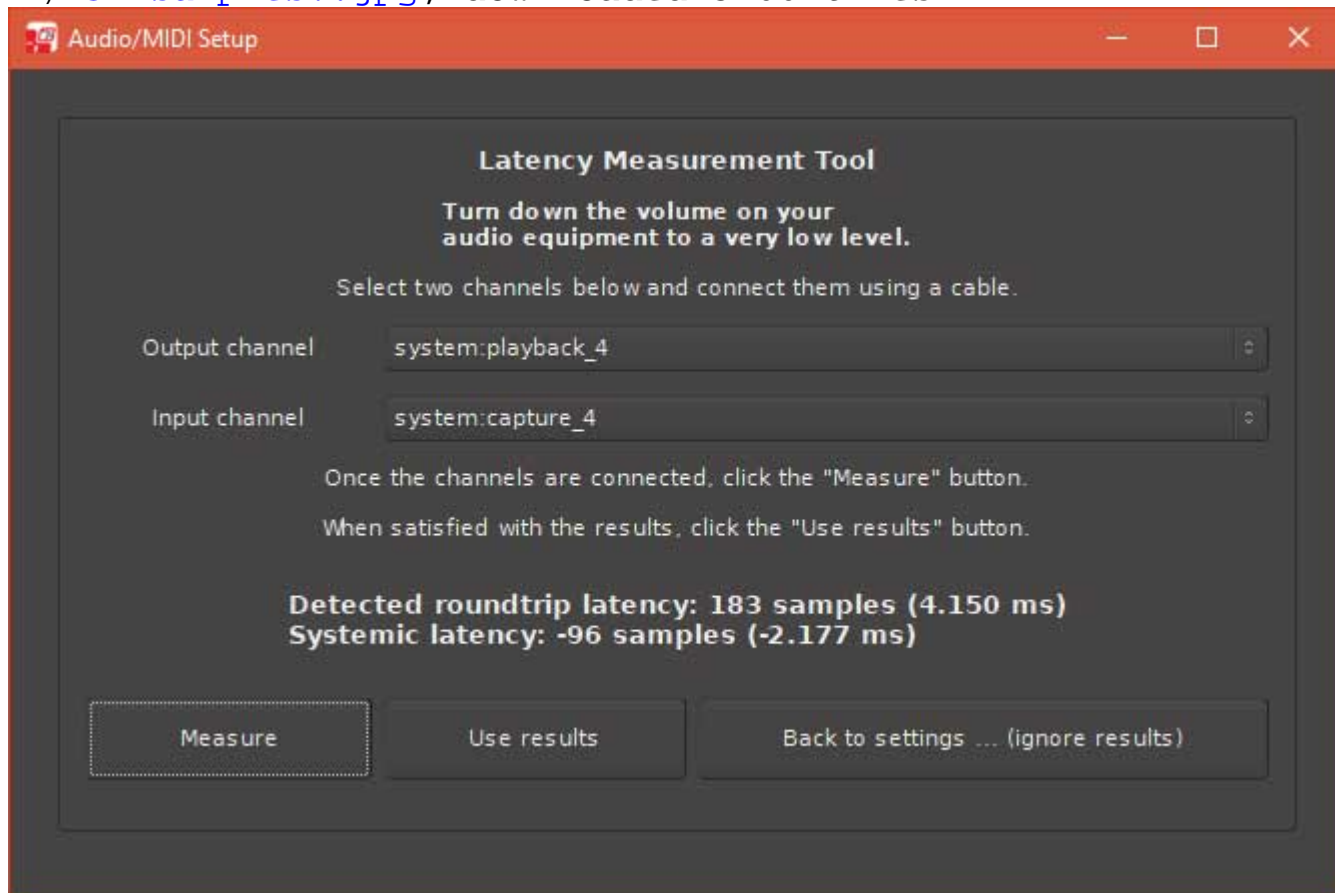 Audio/MIDI Setup
Latency Measurement Tool
Turn down the volume on your
audio equipment to a very low level.
Select two channels below and connect them using a cable.
Output channel system:playback_4
Input channel system:capture_4
Once the channels are connected, click the "Measure" button.
When satisfied with the results, click the "Use results" button.
Detected roundtrip latency: 183 samples (4.150 ms)
Systemic latency: -96 samples (-2.177 ms)
Measure Use results Back to settings ... (ignore results)